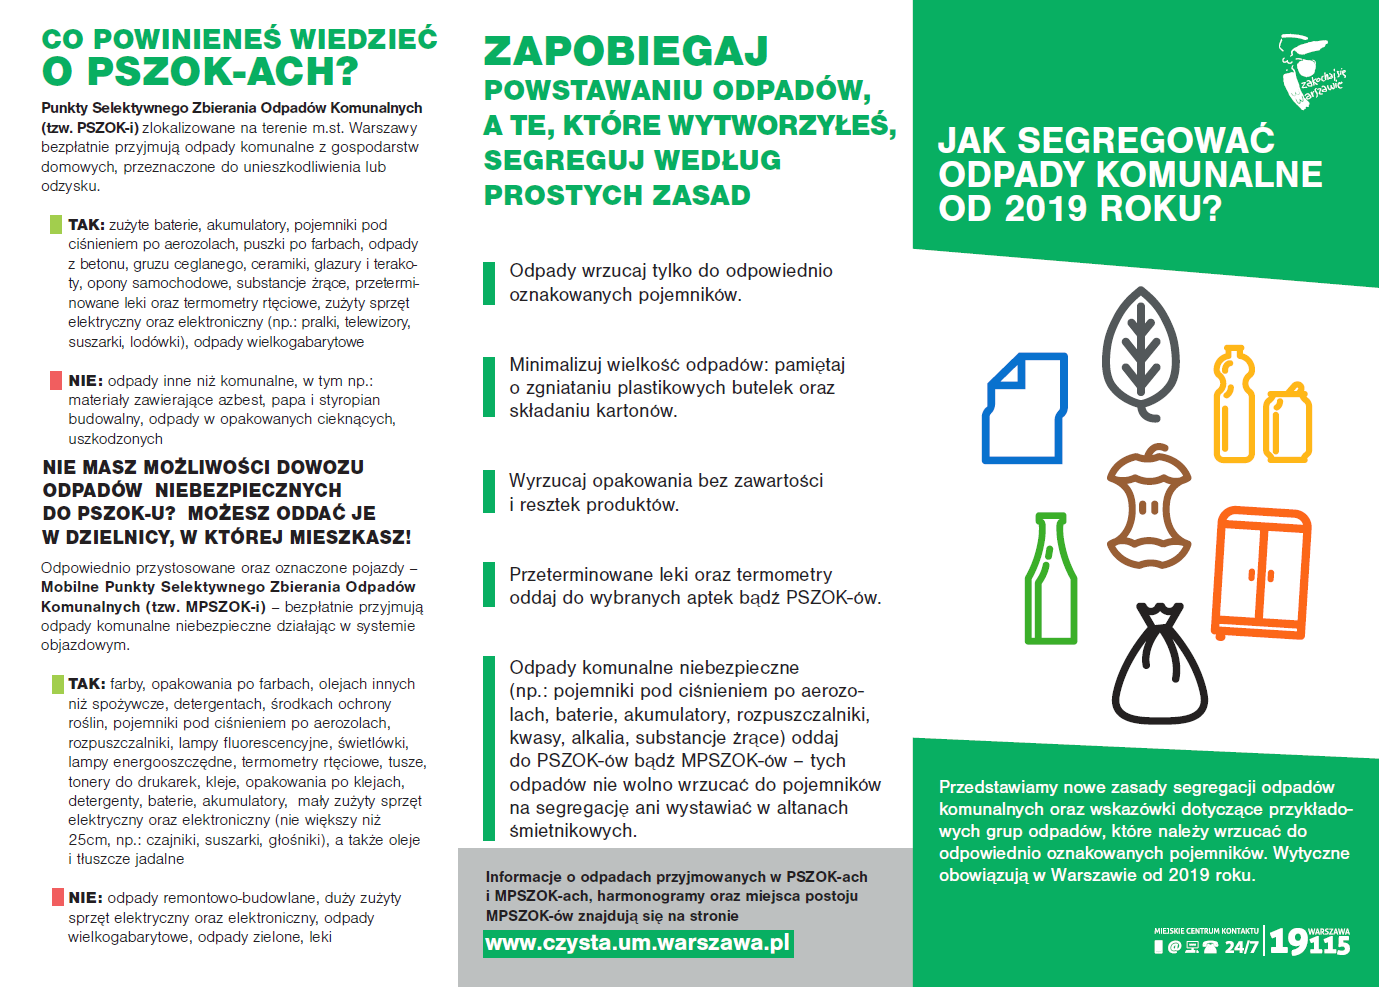 CO POWINIENEŚ WIEDZIEĆ
O PSZOK-ACH?
Punkty Selektywnego Zbierania Odpadów Komunalnych
(tzw. PSZOK-i) zlokalizowane na terenie m.st. Warszawy
bezpłatnie przyjmują odpady komunalne z gospodarstw
domowych, przeznaczone do unieszkodliwienia lub
odzysku.
TAK: zużyte baterie, akumulatory, pojemniki pod
ciśnieniem po aerozolach, puszki po farbach, odpady
z betonu, gruzu ceglanego, ceramiki, glazury i terako-
ty, opony samochodowe, substancje żrące, przetermi-
nowane leki oraz termometry rtęciowe, zużyty sprzęt
elektryczny oraz elektroniczny (np.: pralki, telewizory,
suszarki, lodówki), odpady wielkogabarytowe
NIE: odpady inne niż komunalne, w tym np.:
materiały zawierające azbest, papa i styropian
budowalny, odpady w opakowanych cieknących,
uszkodzonych
NIE MASZ MOŻLIWOŚCI DOWOZU
ODPADÓW  NIEBEZPIECZNYCH
DO PSZOK-U?  MOŻESZ ODDAĆ JE
W DZIELNICY, W KTÓREJ MIESZKASZ!
Odpowiednio przystosowane oraz oznaczone pojazdy –
Mobilne Punkty Selektywnego Zbierania Odpadów
Komunalnych (tzw. MPSZOK-i) – bezpłatnie przyjmują
odpady komunalne niebezpieczne działając w systemie
objazdowym.
TAK: farby, opakowania po farbach, olejach innych
niż spożywcze, detergentach, środkach ochrony
roślin, pojemniki pod ciśnieniem po aerozolach,
rozpuszczalniki, lampy fluorescencyjne, świetlówki,
lampy energooszczędne, termometry rtęciowe, tusze,
tonery do drukarek, kleje, opakowania po klejach,
detergenty, baterie, akumulatory,  mały zużyty sprzęt
elektryczny oraz elektroniczny (nie większy niż
25cm, np.: czajniki, suszarki, głośniki), a także oleje
i tłuszcze jadalne
NIE: odpady remontowo-budowlane, duży zużyty
sprzęt elektryczny oraz elektroniczny, odpady
wielkogabarytowe, odpady zielone, leki
ZAPOBIEGAJ
POWSTAWANIU ODPADÓW,
A TE, KTÓRE WYTWORZYŁEŚ,
SEGREGUJ WEDŁUG
PROSTYCH ZASAD
Odpady wrzucaj tylko do odpowiednio
oznakowanych pojemników.
Minimalizuj wielkość odpadów: pamiętaj
o zgniataniu plastikowych butelek oraz
składaniu kartonów.
Wyrzucaj opakowania bez zawartości
i resztek produktów.
Przeterminowane leki oraz termometry
oddaj do wybranych aptek bądź PSZOK-ów.
Odpady komunalne niebezpieczne
(np.: pojemniki pod ciśnieniem po aerozo-
lach, baterie, akumulatory, rozpuszczalniki,
kwasy, alkalia, substancje żrące) oddaj
do PSZOK-ów bądź MPSZOK-ów – tych
odpadów nie wolno wrzucać do pojemników
na segregację ani wystawiać w altanach
śmietnikowych.
Informacje o odpadach przyjmowanych w PSZOK-ach
i MPSZOK-ach, harmonogramy oraz miejsca postoju
MPSZOK-ów znajdują się na stronie
www.czysta.um.warszawa.pl
zakochaj się
w Warszawie
JAK SEGREGOWAĆ
ODPADY KOMUNALNE
OD 2019 ROKU?
Przedstawiamy nowe zasady segregacji odpadów
komunalnych oraz wskazówki dotyczące przykłado-
wych grup odpadów, które należy wrzucać do
odpowiednio oznakowanych pojemników. Wytyczne
obowiązują w Warszawie od 2019 roku.
MIEJSKIE CENTRUM KONTAKTU
@ 24/7
WARSZAWA
19115